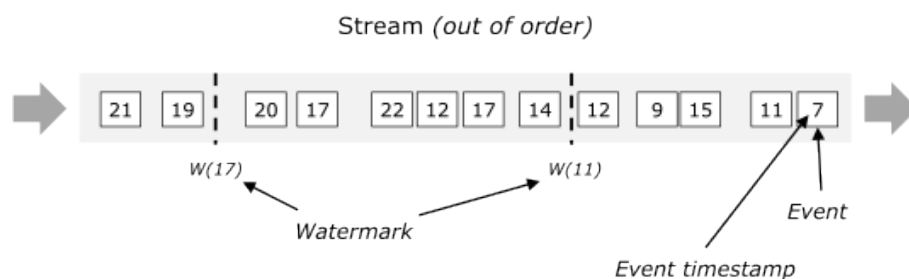 Stream (out of order)
21 19 20 17 22 12 17 14 12 9 15 11 7
W(17) W(11)
Watermark
Event
Event timestamp